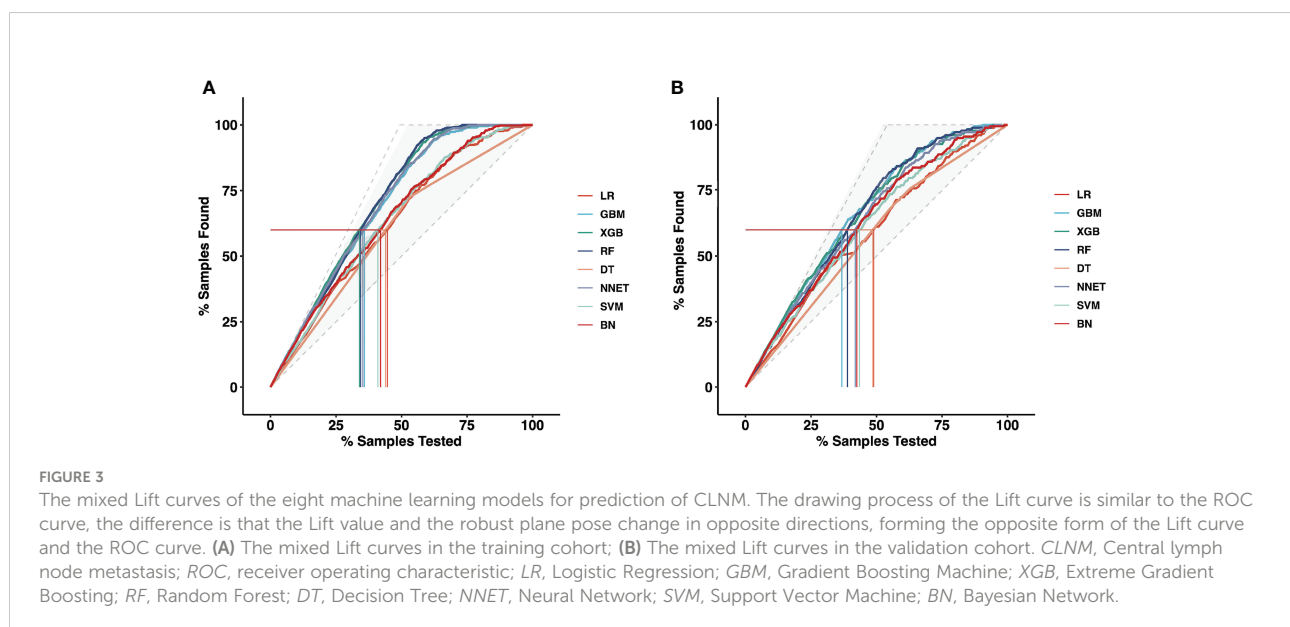 A
B
% Samples Found
100
75
50
25
0
0 25 50 75 100
% Samples Tested
LR
GBM
XGB
RF
DT
NNET
SVM
BN
% Samples Found
100
75
50
25
0
0 25 50 75 100
% Samples Tested
LR
GBM
XGB
RF
DT
NNET
SVM
BN
FIGURE 3
The mixed Lift curves of the eight machine learning models for prediction of CLNM. The drawing process of the Lift curve is similar to the ROC
curve, the difference is that the Lift value and the robust plane pose change in opposite directions, forming the opposite form of the Lift curve
and the ROC curve. (A) The mixed Lift curves in the training cohort; (B) The mixed Lift curves in the validation cohort. CLNM, Central lymph
node metastasis; ROC, receiver operating characteristic; LR, Logistic Regression; GBM, Gradient Boosting Machine; XGB, Extreme Gradient
Boosting; RF, Random Forest; DT, Decision Tree; NNET, Neural Network; SVM, Support Vector Machine; BN, Bayesian Network.